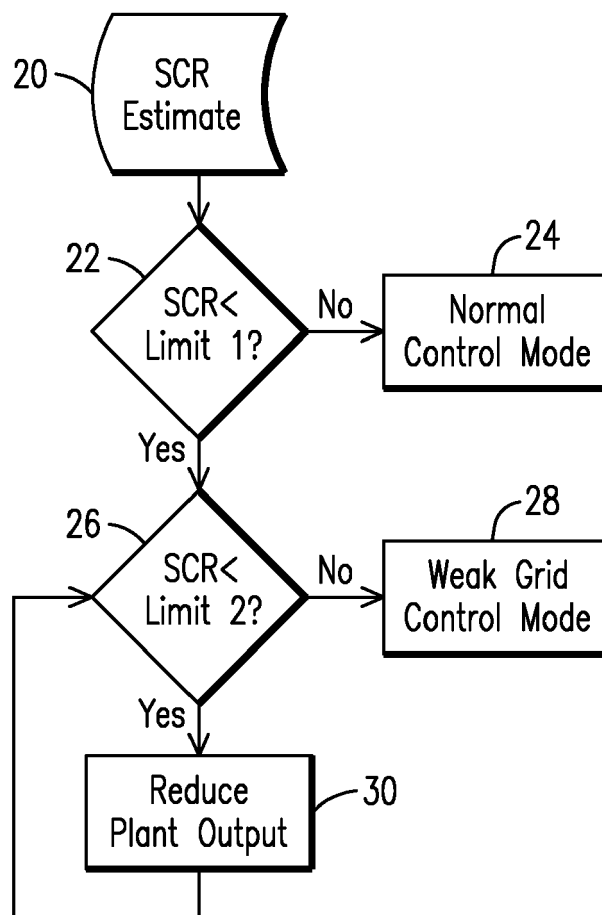 20
SCR
Estimate
22
SCR<
Limit 1?
No
24
Normal
Control Mode
Yes
26
SCR<
Limit 2?
No
28
Weak Grid
Control Mode
Yes
Reduce
Plant Output
30